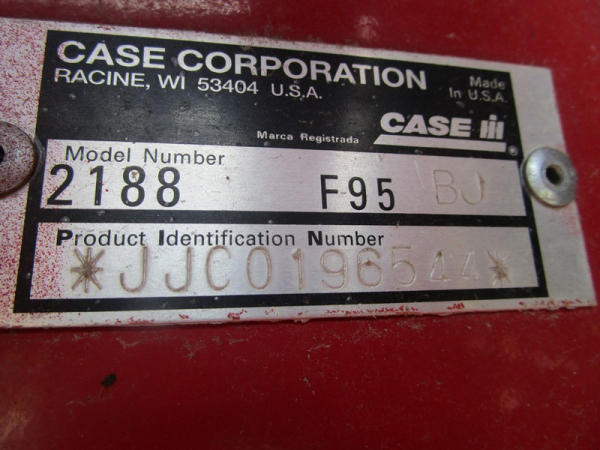 CASE CORPORATION
RACINE, WI 53404 U.S.A.
Made
In U.S.A.
Marca Registrada
CASE IH
Model Number
2188 F95 BJ
Product Identification Number
*JJC0196544*